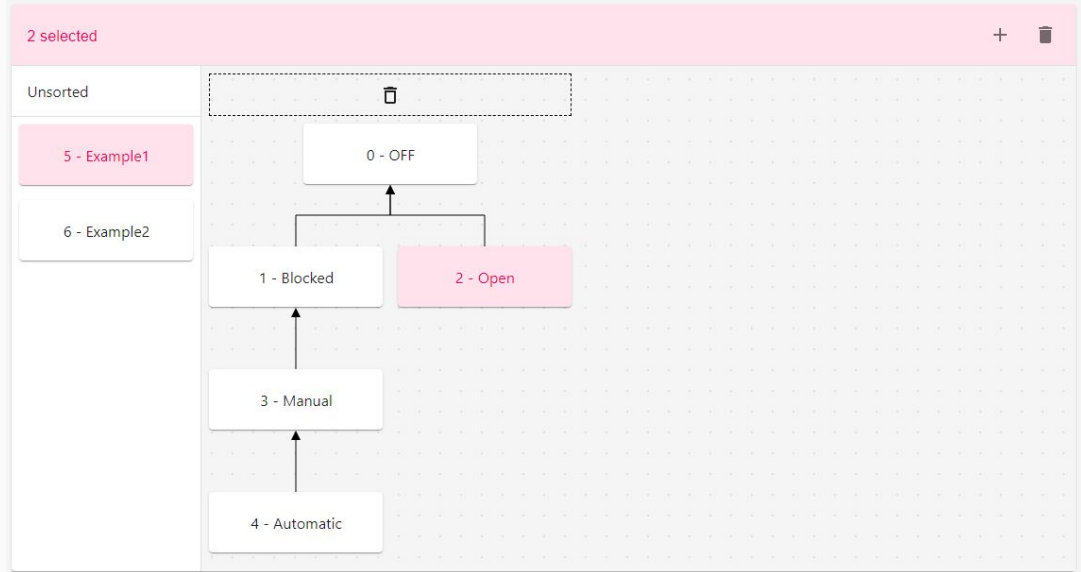 2 selected
Unsorted
5 - Example1
6 - Example2
0 - OFF
1 - Blocked
2 - Open
3 - Manual
4 - Automatic